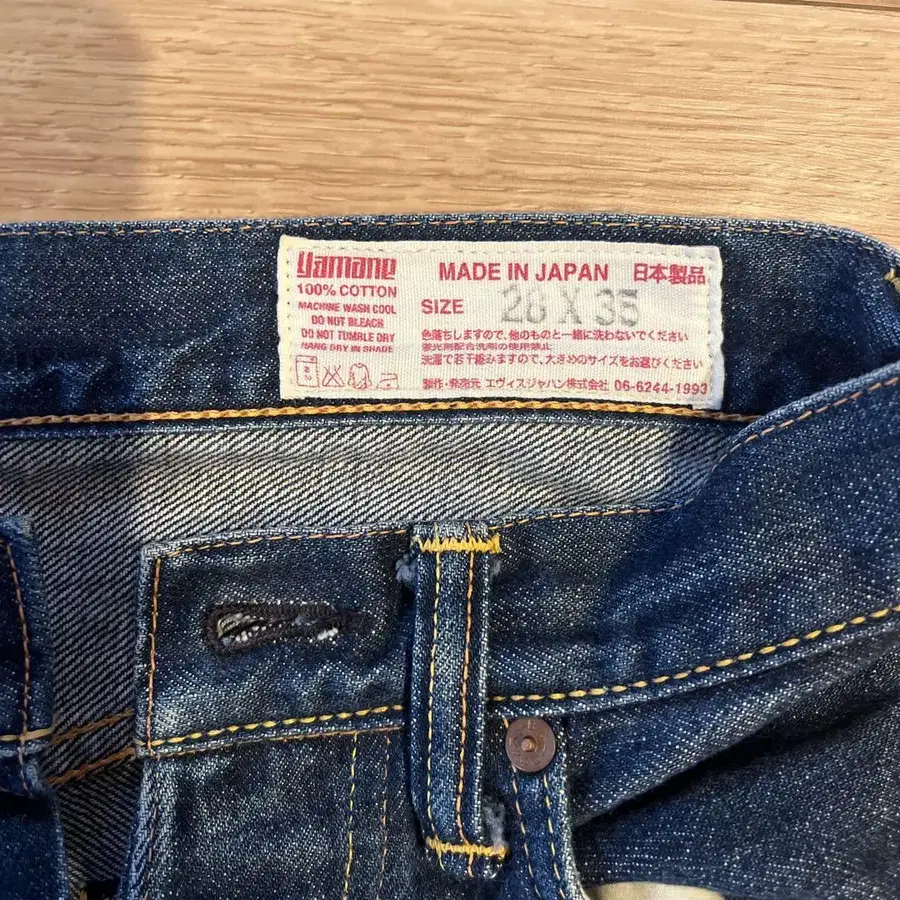 yamane
100% COTTON
MACHINE WASH COOL
DO NOT BLEACH
DO NOT TUMBLE DRY
HANG DRY IN SHADE
MADE IN JAPAN 日本製品
SIZE 28 X 35
色落ちしますので、他のものと一緒に洗わないでください
蛍光剤配合洗剤の使用禁止
洗濯で若干縮みますので、大きめのサイズをお選びください
製作・発売元 エヴィスジャパン株式会社 06-6244-1993